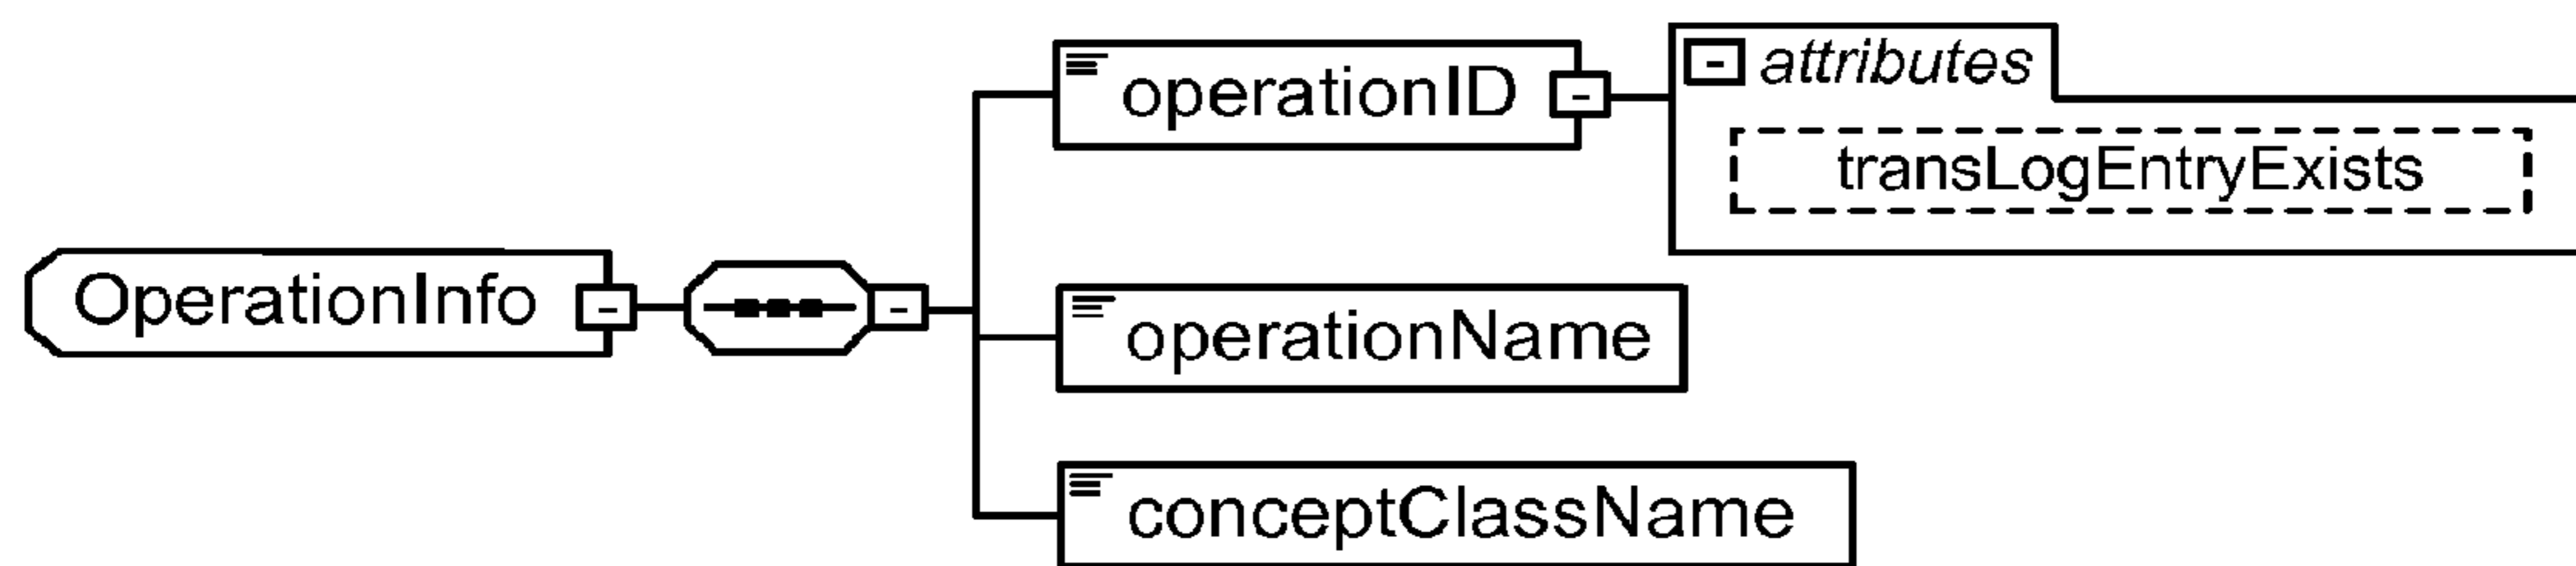 OperationInfo
operationID
attributes
transLogEntryExists
operationName
conceptClassName